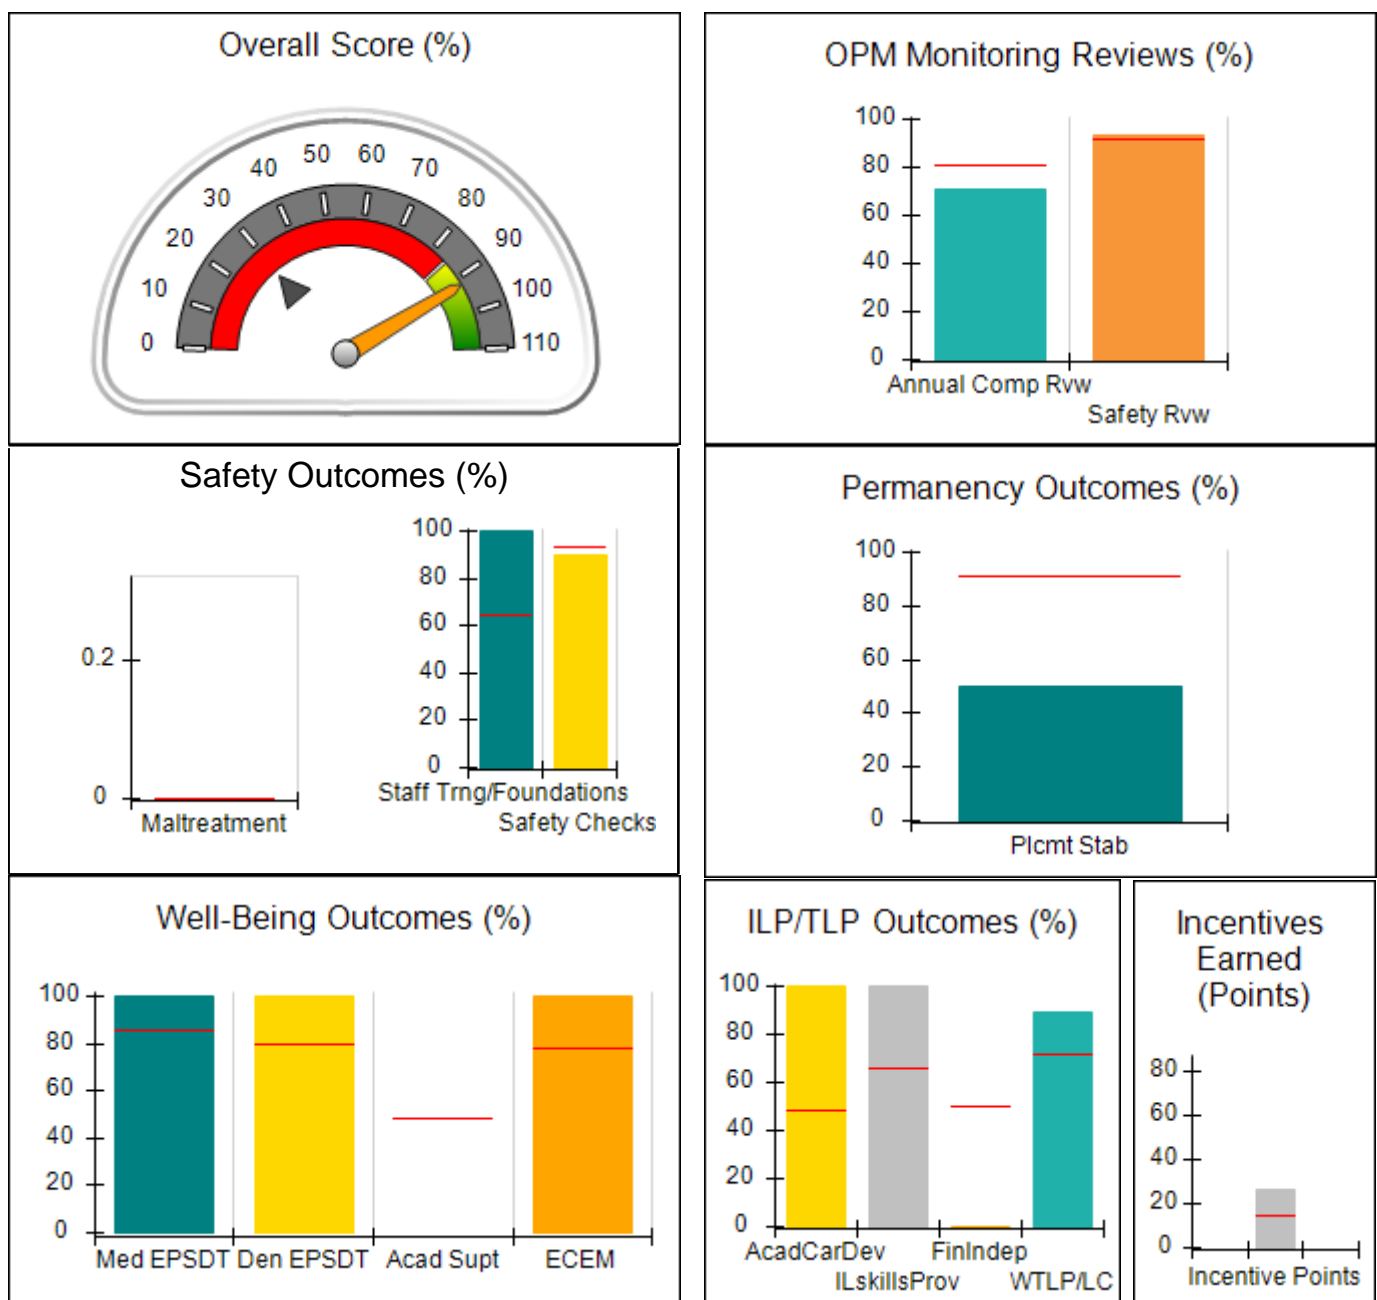 Overall Score (%)
0
10
20
30
40
50
60
70
80
90
100
110
OPM Monitoring Reviews (%)
100
80
60
40
20
0
Annual Comp Rvw
Safety Rvw
Safety Outcomes (%)
0.2
0
Maltreatment
100
80
60
40
20
0
Staff Trng/Foundations
Safety Checks
Permanency Outcomes (%)
100
80
60
40
20
0
Plcmt Stab
Well-Being Outcomes (%)
100
80
60
40
20
0
Med EPSDT Den EPSDT Acad Supt ECEM
ILP/TLP Outcomes (%)
100
80
60
40
20
0
AcadCarDev FinIndep
ILskillsProv WTLP/LC
Incentives
Earned
(Points)
80
60
40
20
0
Incentive Points